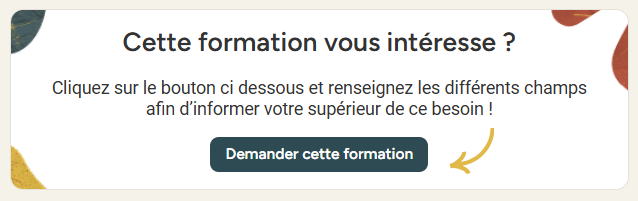 Cette formation vous intéresse ?
Cliquez sur le bouton ci dessous et renseignez les différents champs
afin d'informer votre supérieur de ce besoin !
Demander cette formation